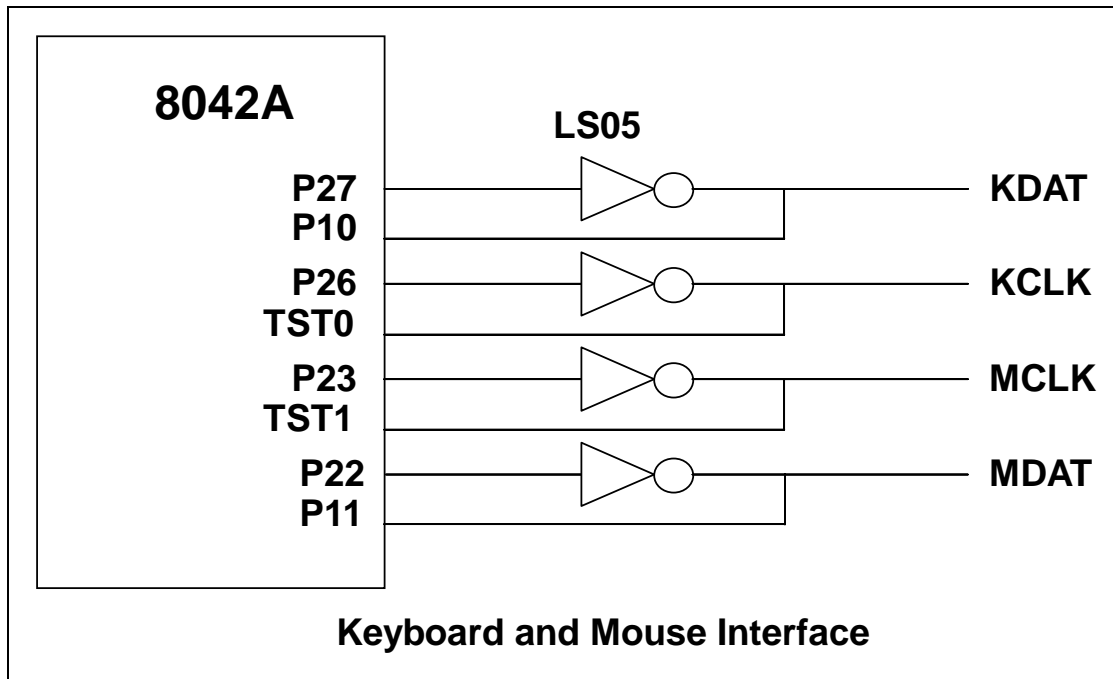 8042A
LS05
P27
KDAT
P10
P26
KCLK
TST0
P23
MCLK
TST1
P22
MDAT
P11
Keyboard and Mouse Interface